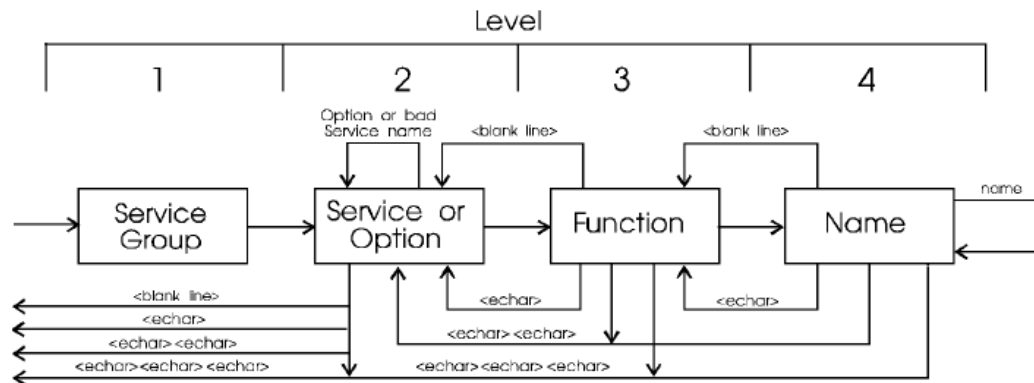 Level
1 2 3 4
Option or bad
Service name
<blank line>
<blank line>
Service
Group
Service or
Option
Function
Name
name
<blank line>
<echar>
<echar>
<echar>
<echar><echar>
<echar><echar>
<echar><echar><echar>
<echar><echar><echar>